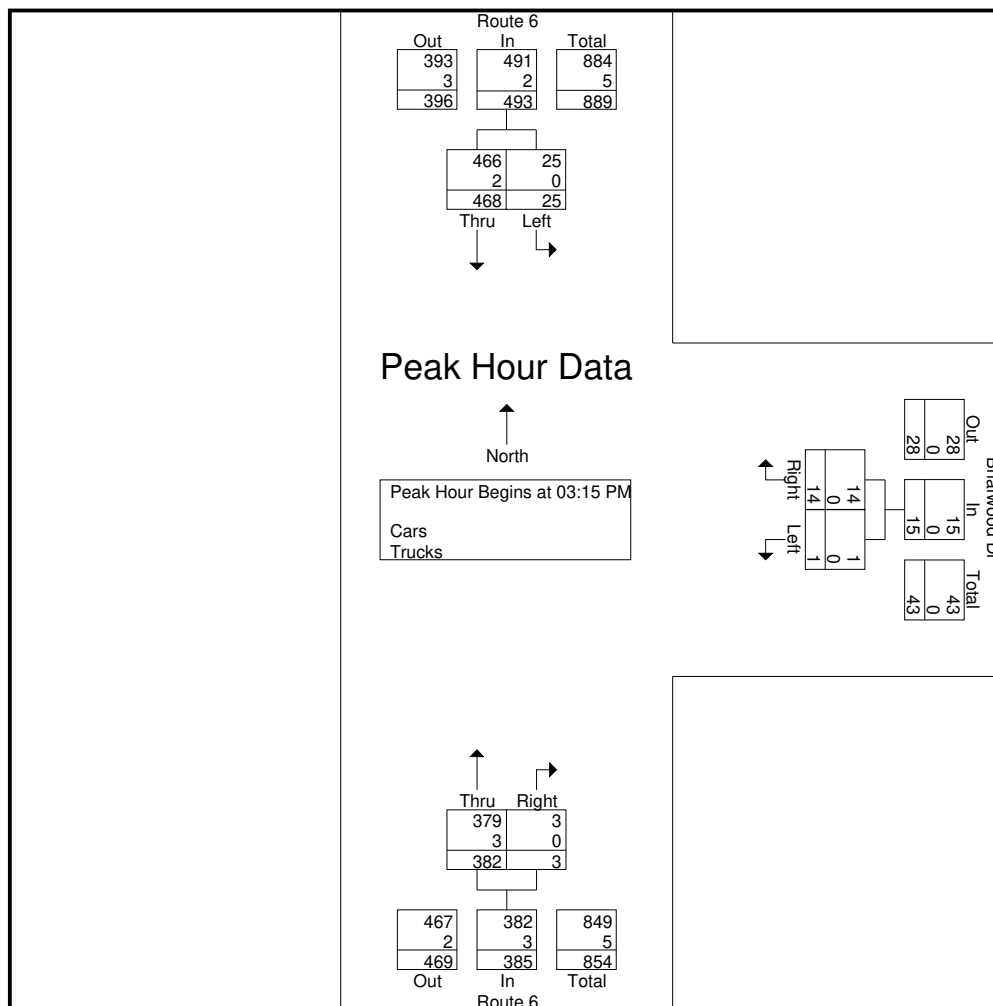 Route 6
Out In Total
393 491 884
3 2 5
396 493 889
466 25
2 0
468 25
Thru Left
Peak Hour Data
North
Peak Hour Begins at 03:15 PM
Cars
Trucks
Out In Total
28 15 43
0 0 0
28 15 43
14 1
0 0
14 1
Right Left
Thru Right
379 3
3 0
382 3
467 382 849
2 3 5
469 385 854
Out In Total
Route 6